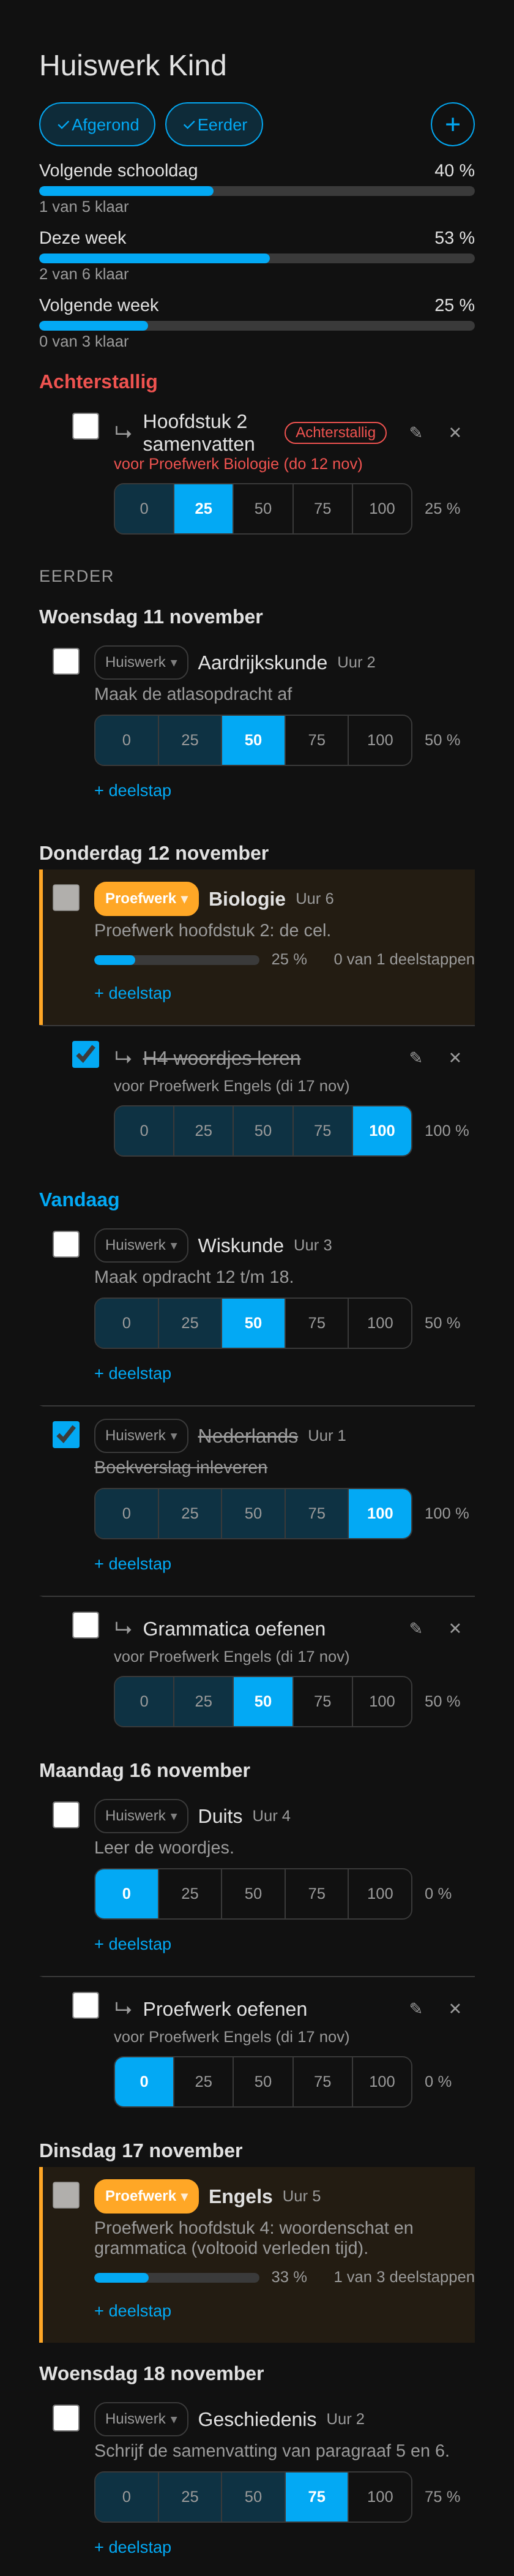 Huiswerk Kind
✓ Afgerond ✓ Eerder +
Volgende schooldag 40 %
1 van 5 klaar
Deze week 53 %
2 van 6 klaar
Volgende week 25 %
0 van 3 klaar
Achterstallig
↳ Hoofdstuk 2 samenvatten Achterstallig ✎ ✕
voor Proefwerk Biologie (do 12 nov)
0 25 50 75 100 25 %
EERDER
Woensdag 11 november
Huiswerk ▾ Aardrijkskunde Uur 2
Maak de atlasopdracht af
0 25 50 75 100 50 %
+ deelstap
Donderdag 12 november
Proefwerk ▾ Biologie Uur 6
Proefwerk hoofdstuk 2: de cel.
25 % 0 van 1 deelstappen
+ deelstap
↳ H4 woordjes leren ✎ ✕
voor Proefwerk Engels (di 17 nov)
0 25 50 75 100 100 %
Vandaag
Huiswerk ▾ Wiskunde Uur 3
Maak opdracht 12 t/m 18.
0 25 50 75 100 50 %
+ deelstap
Huiswerk ▾ Nederlands Uur 1
Boekverslag inleveren
0 25 50 75 100 100 %
+ deelstap
↳ Grammatica oefenen ✎ ✕
voor Proefwerk Engels (di 17 nov)
0 25 50 75 100 50 %
Maandag 16 november
Huiswerk ▾ Duits Uur 4
Leer de woordjes.
0 25 50 75 100 0 %
+ deelstap
↳ Proefwerk oefenen ✎ ✕
voor Proefwerk Engels (di 17 nov)
0 25 50 75 100 0 %
Dinsdag 17 november
Proefwerk ▾ Engels Uur 5
Proefwerk hoofdstuk 4: woordenschat en
grammatica (voltooid verleden tijd).
33 % 1 van 3 deelstappen
+ deelstap
Woensdag 18 november
Huiswerk ▾ Geschiedenis Uur 2
Schrijf de samenvatting van paragraaf 5 en 6.
0 25 50 75 100 75 %
+ deelstap